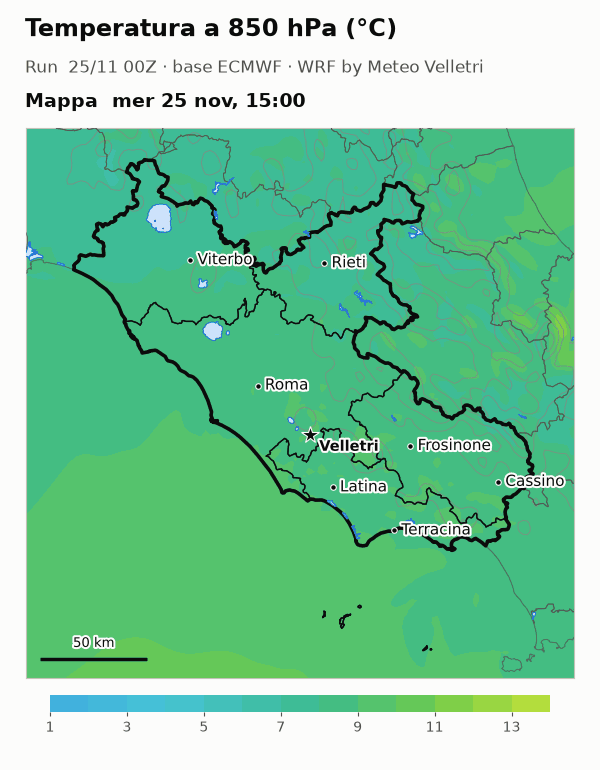 Temperatura a 850 hPa (°C)
Run  25/11 00Z · base ECMWF · WRF by Meteo Velletri
Mappa  mer 25 nov, 15:00
Viterbo
Rieti
Roma
Velletri
Frosinone
Cassino
Latina
Terracina
50 km
1 3 5 7 9 11 13